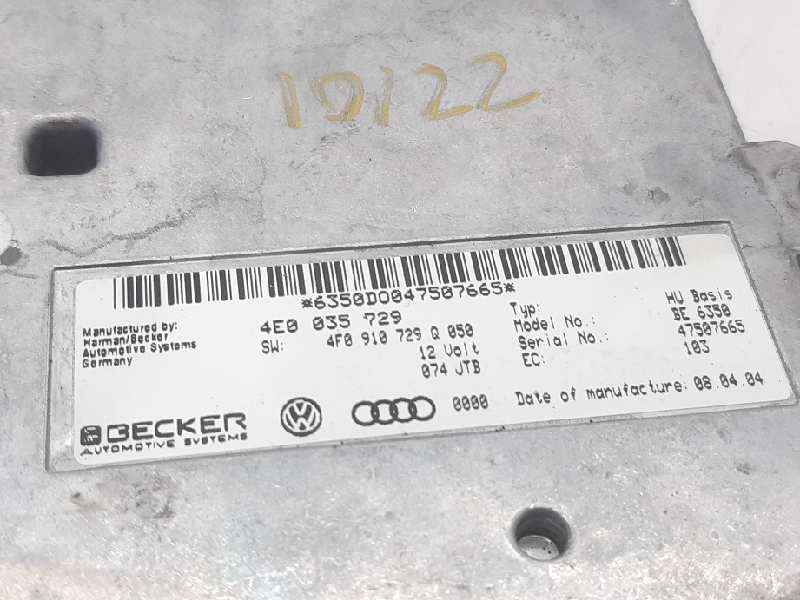 1D122
*6350D0047507665*
Manufactured by:
Harman/Becker
Automotive Systems
Germany
4E0 035 729
SW: 4F0 910 729 Q 050
12 Volt
074 JTB
Typ: HU Basis
Model No.: BE 6350
Serial No.: 47507665
EC: 103
BECKER
AUTOMOTIVE SYSTEMS
0000 Date of manufacture: 08.04.04